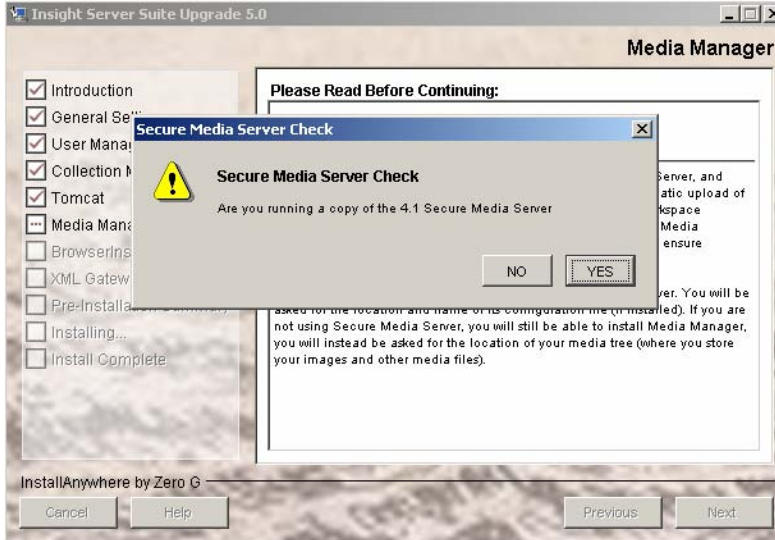 Insight Server Suite Upgrade 5.0
Media Manager
Introduction
General Se
User Mana
Collection
Tomcat
Media Mana
BrowserIns
XML Gatew
Pre-Installa
Installing...
Install Complete
Please Read Before Continuing:
Secure Media Server Check
Secure Media Server Check
Are you running a copy of the 4.1 Secure Media Server
NO
YES
Server, and
atic upload of
kspace
Media
ensure
ver. You will be
asked for the location and name of its configuration file (if installed). If you are
not using Secure Media Server, you will still be able to install Media Manager,
you will instead be asked for the location of your media tree (where you store
your images and other media files).
InstallAnywhere by Zero G
Cancel
Help
Previous
Next